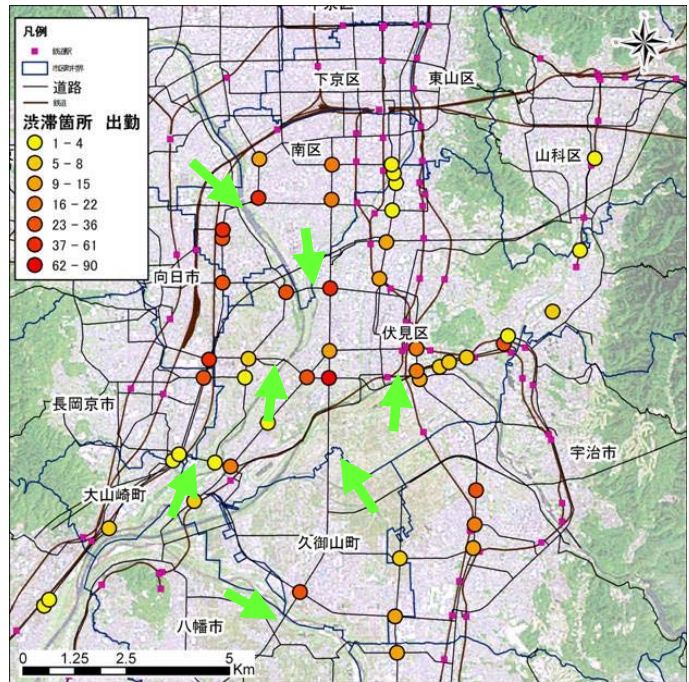 下京区
凡例
鉄道駅
市区町村界
道路
鉄道
渋滞箇所 出勤
1 - 4
5 - 8
9 - 15
16 - 22
23 - 36
37 - 61
62 - 90
下京区
東山区
南区
山科区
向日市
伏見区
長岡京市
宇治市
大山崎町
久御山町
八幡市
0 1.25 2.5 5
Km